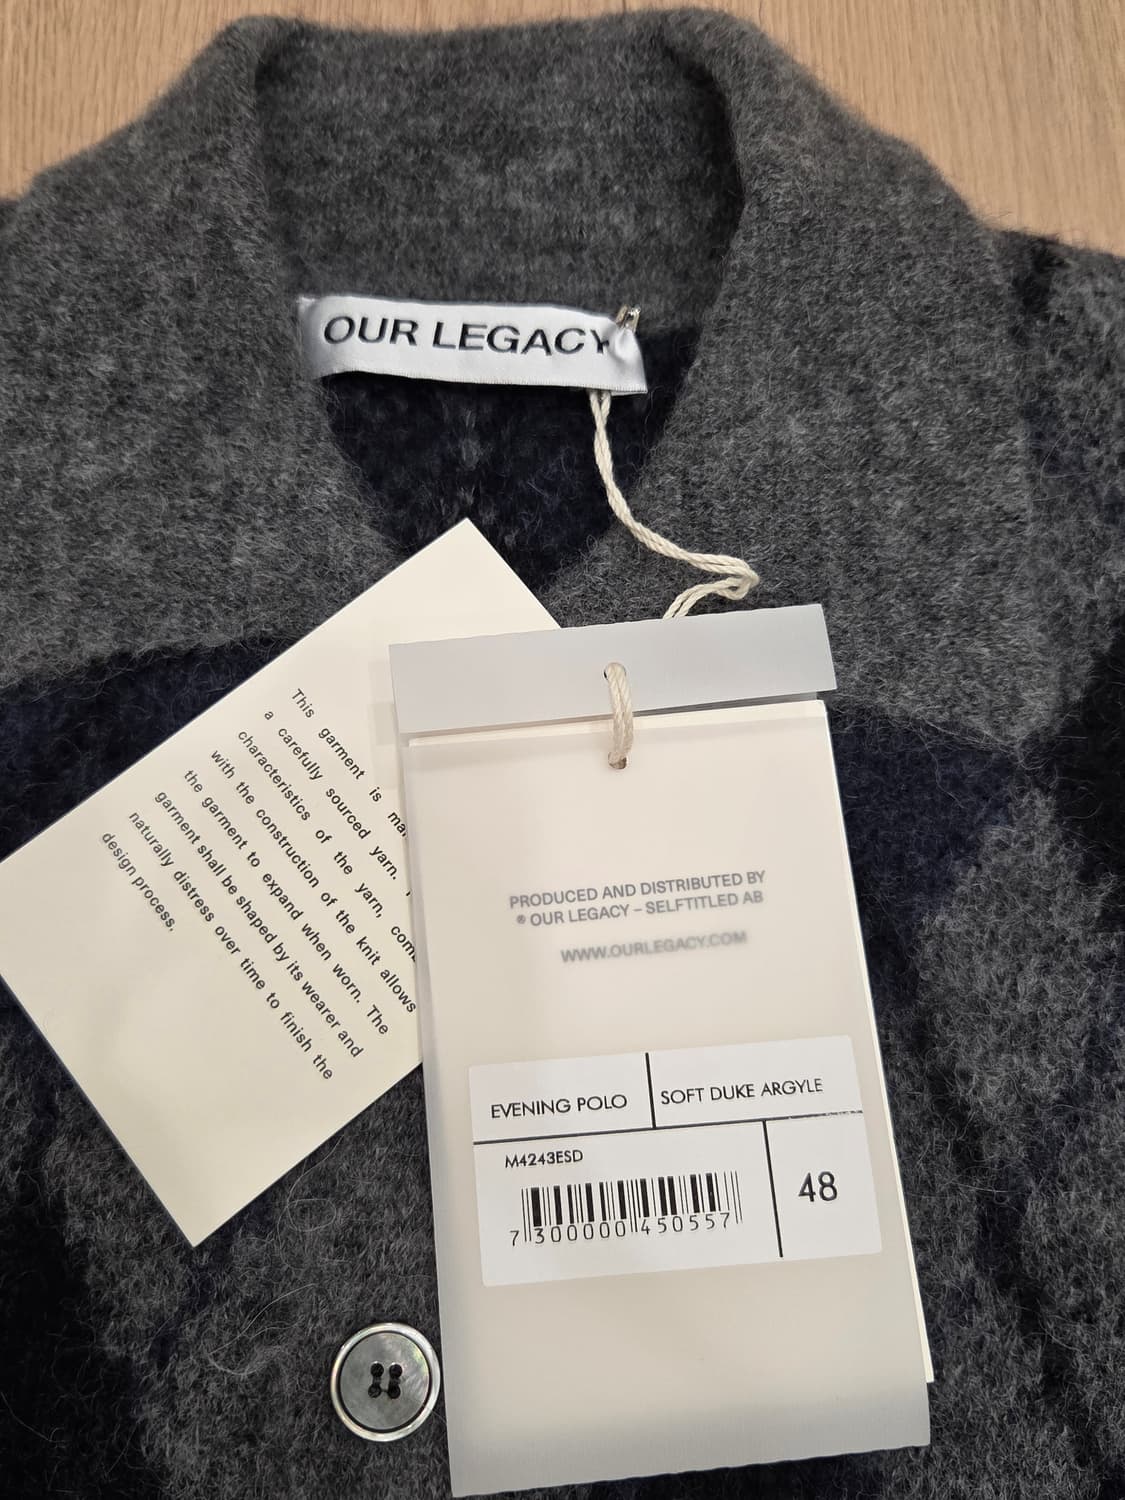 OUR LEGACY
This garment is
a carefully sourced yarn.
characteristics of the yarn,
with the construction of the knit allows
the garment to expand when worn. The
garment shall be shaped by its wearer and
naturally distress over time to finish the
design process.
PRODUCED AND DISTRIBUTED BY
® OUR LEGACY – SELFTITLED AB
WWW.OURLEGACY.COM
EVENING POLO
SOFT DUKE ARGYLE
M4243ESD
7 300000 450557
48